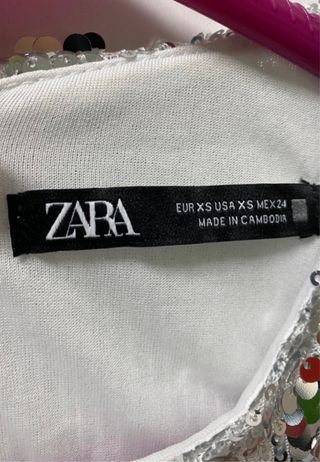 ZARA
EUR XS USA XS MEX 24
MADE IN CAMBODIA